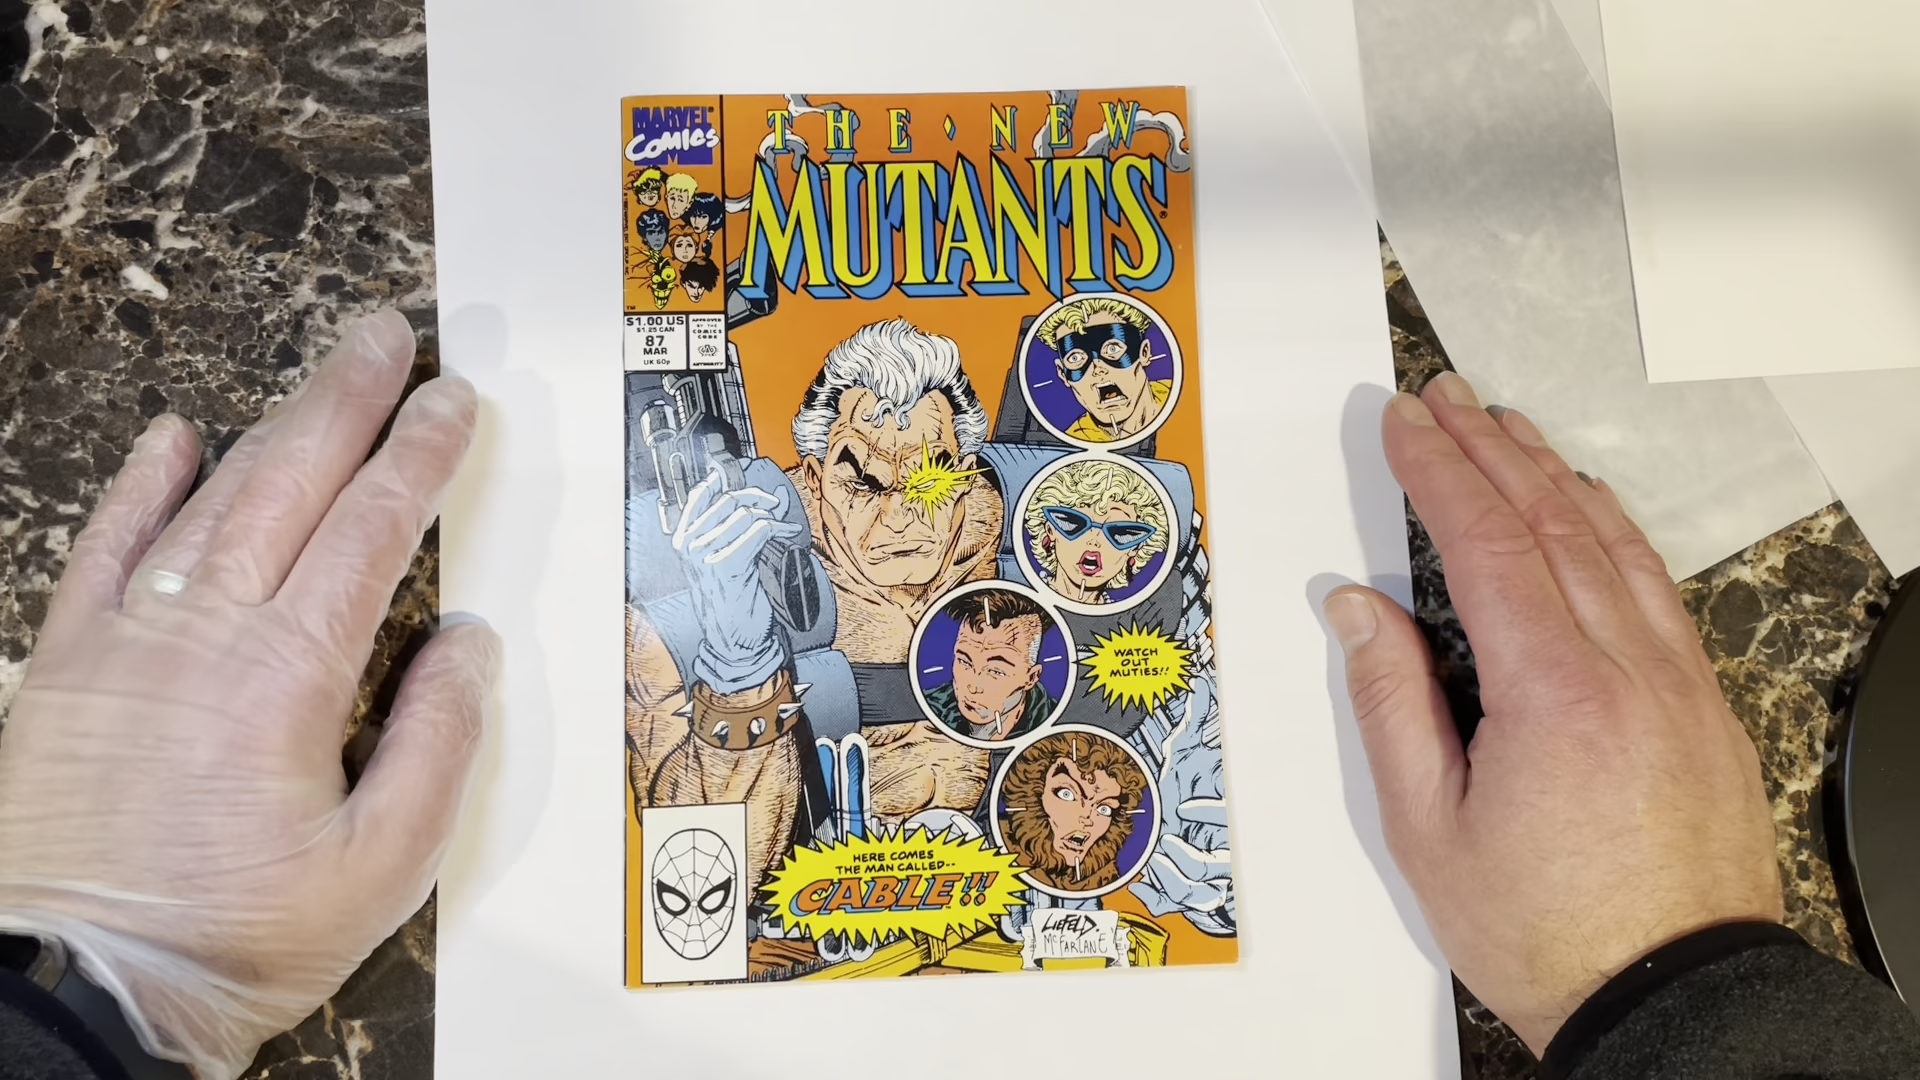 MARVEL®
COMICS
THE NEW
MUTANTS®
TM
$1.00 US
$1.25 CAN
87
MAR
UK 60p
APPROVED
BY THE
COMICS
CODE
AUTHORITY
WATCH
OUT
MUTIES!!
HERE COMES
THE MAN CALLED--
CABLE!!
LIEFELD.
McFARLANE